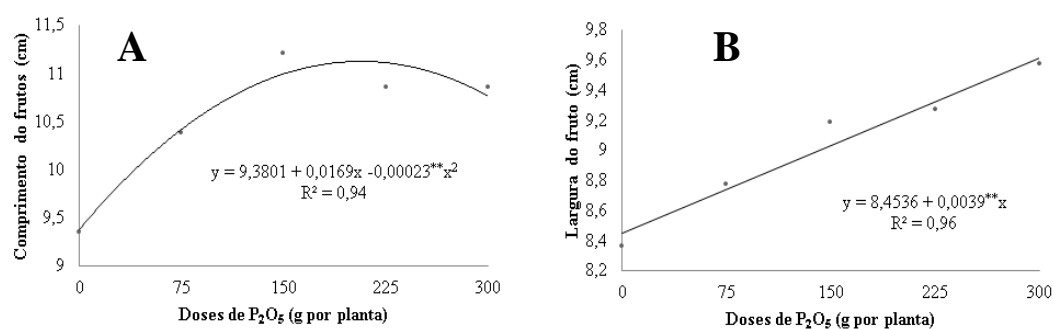 A
Comprimento do frutos (cm)
11,5
11
10,5
10
9,5
9
y = 9,3801 + 0,0169x -0,00023**x²
R² = 0,94
0 75 150 225 300
Doses de P₂O₅ (g por planta)
B
Largura do fruto (cm)
9,8
9,6
9,4
9,2
9
8,8
8,6
8,4
8,2
y = 8,4536 + 0,0039**x
R² = 0,96
0 75 150 225 300
Doses de P₂O₅ (g por planta)